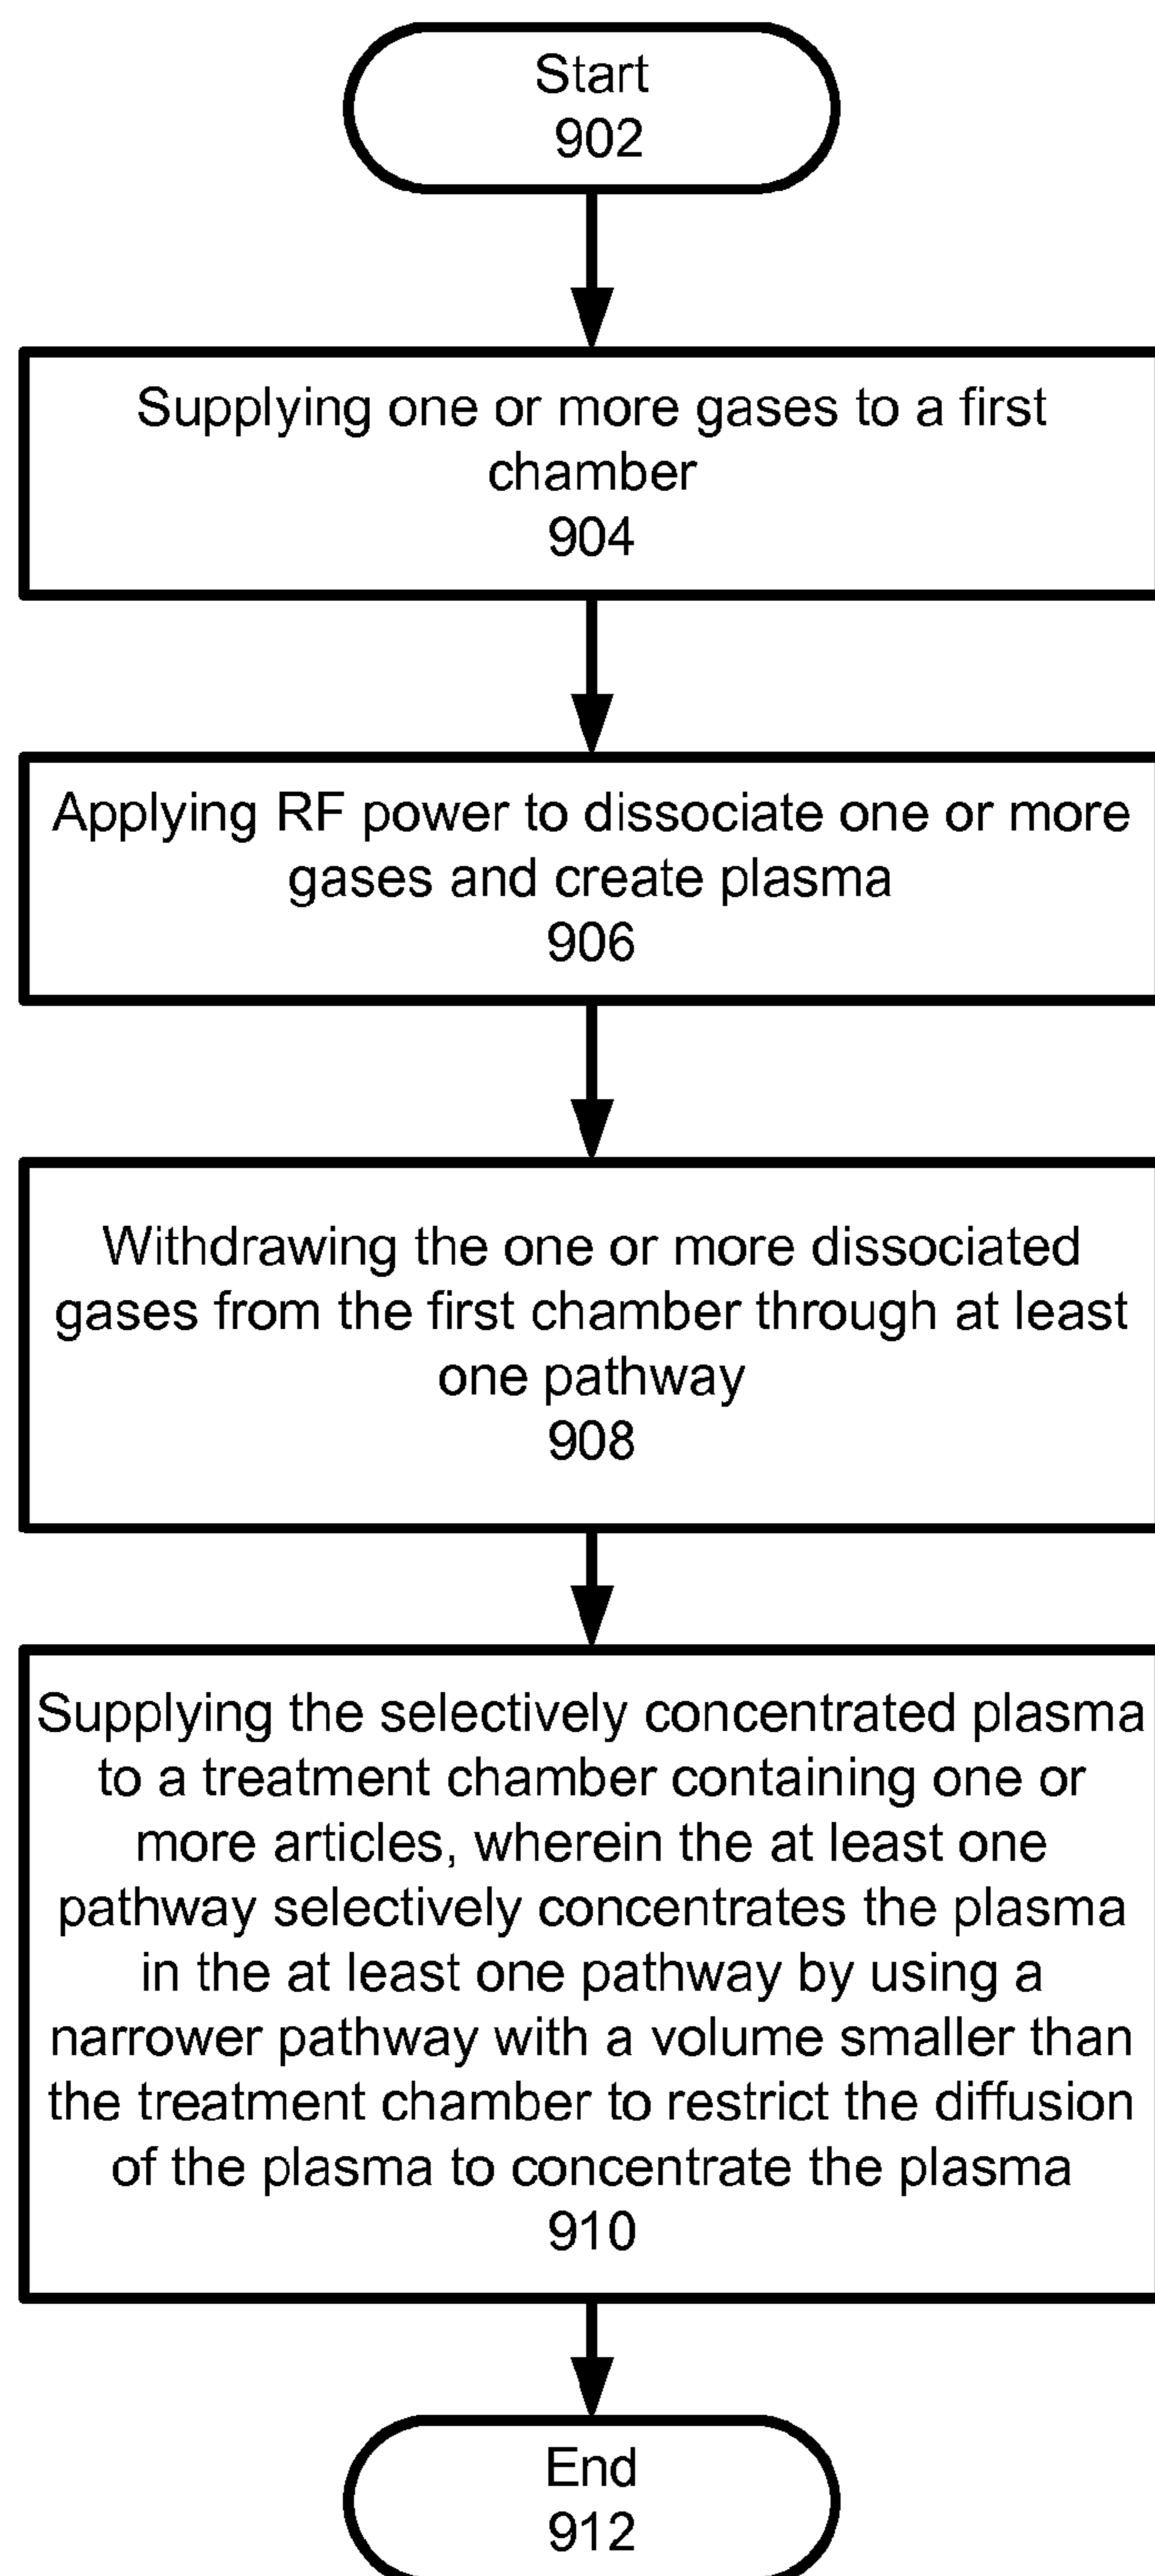 Start
902
Supplying one or more gases to a first
chamber
904
Applying RF power to dissociate one or more
gases and create plasma
906
Withdrawing the one or more dissociated
gases from the first chamber through at least
one pathway
908
Supplying the selectively concentrated plasma
to a treatment chamber containing one or
more articles, wherein the at least one
pathway selectively concentrates the plasma
in the at least one pathway by using a
narrower pathway with a volume smaller than
the treatment chamber to restrict the diffusion
of the plasma to concentrate the plasma
910
End
912